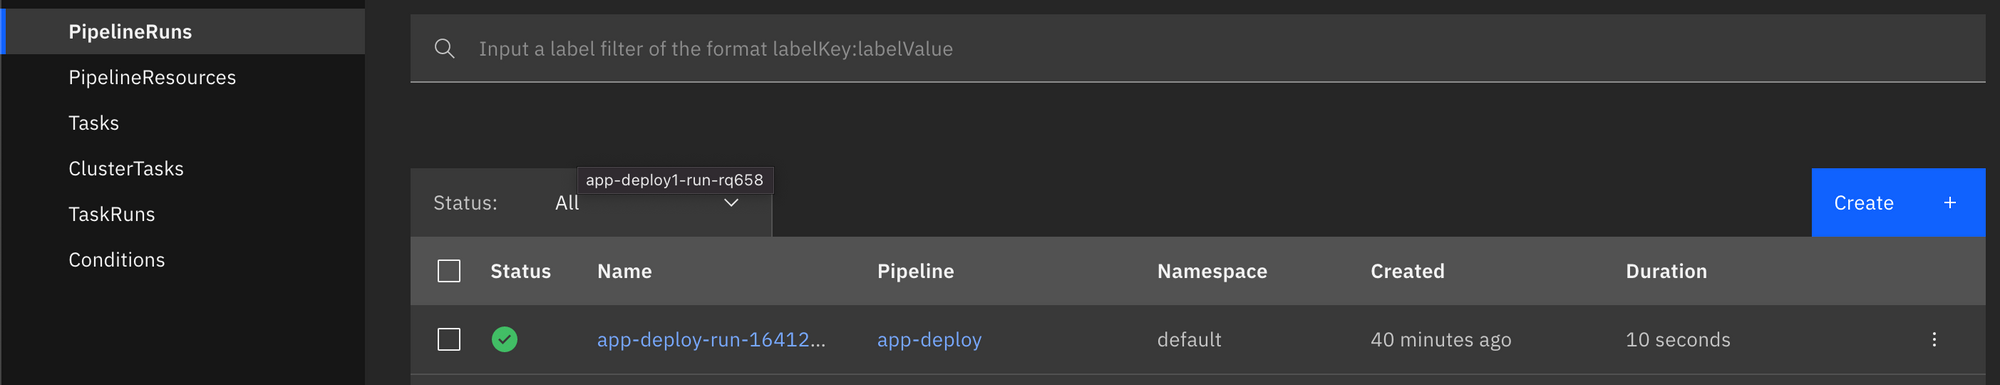 PipelineRuns
PipelineResources
Tasks
ClusterTasks
TaskRuns
Conditions
Input a label filter of the format labelKey:labelValue
app-deploy1-run-rq658
Status: All
Create +
Status Name Pipeline Namespace Created Duration
app-deploy-run-16412... app-deploy default 40 minutes ago 10 seconds